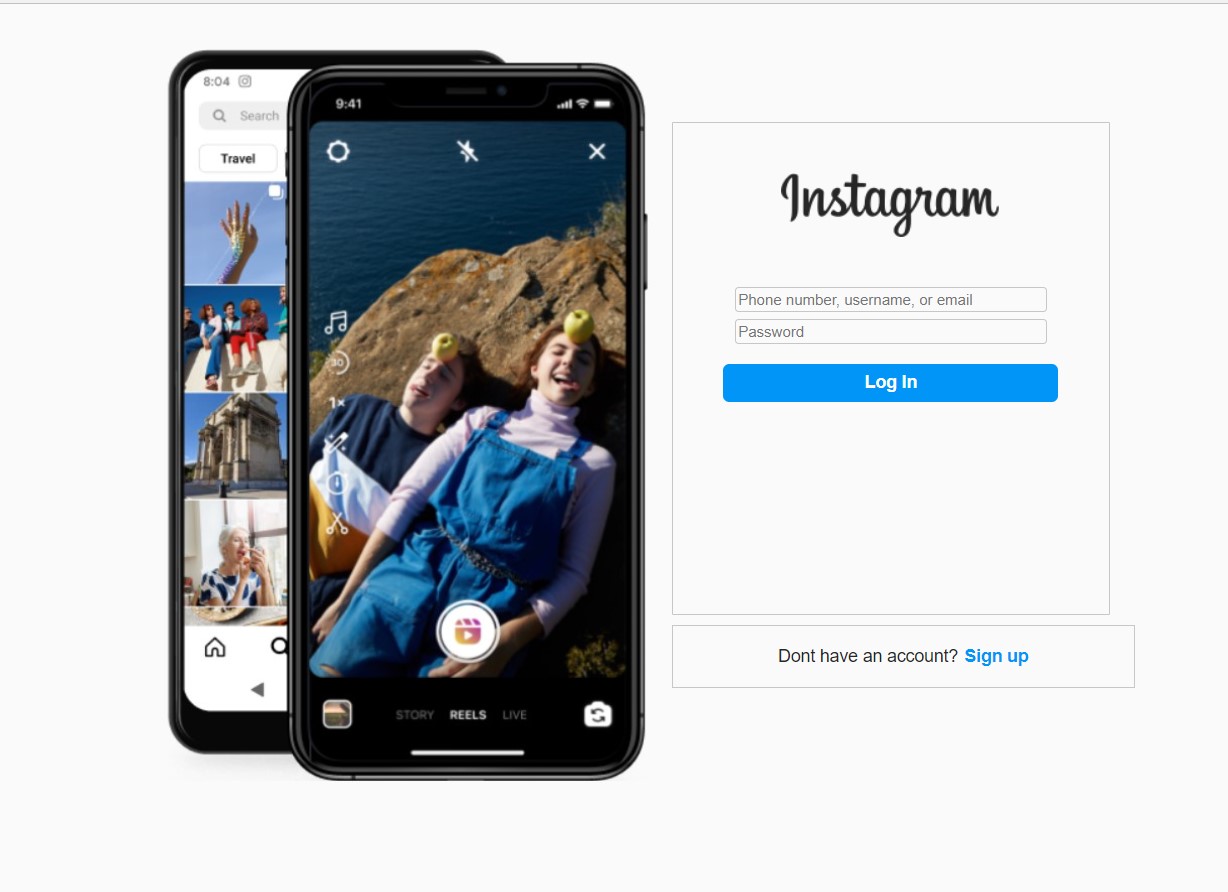 8:04
Search
Travel
9:41
30
1x
STORY REELS LIVE
Instagram
Phone number, username, or email
Password
Log In
Dont have an account? Sign up